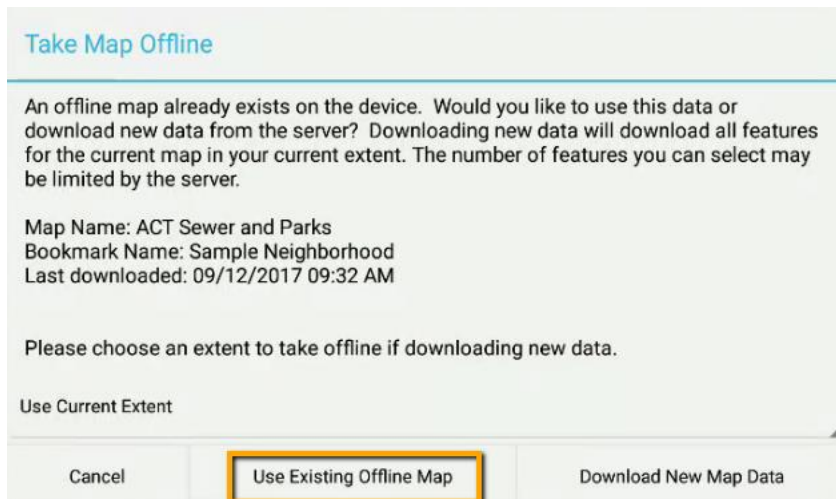 Take Map Offline
An offline map already exists on the device.  Would you like to use this data or
download new data from the server?  Downloading new data will download all features
for the current map in your current extent. The number of features you can select may
be limited by the server.
Map Name: ACT Sewer and Parks
Bookmark Name: Sample Neighborhood
Last downloaded: 09/12/2017 09:32 AM
Please choose an extent to take offline if downloading new data.
Use Current Extent
Cancel
Use Existing Offline Map
Download New Map Data